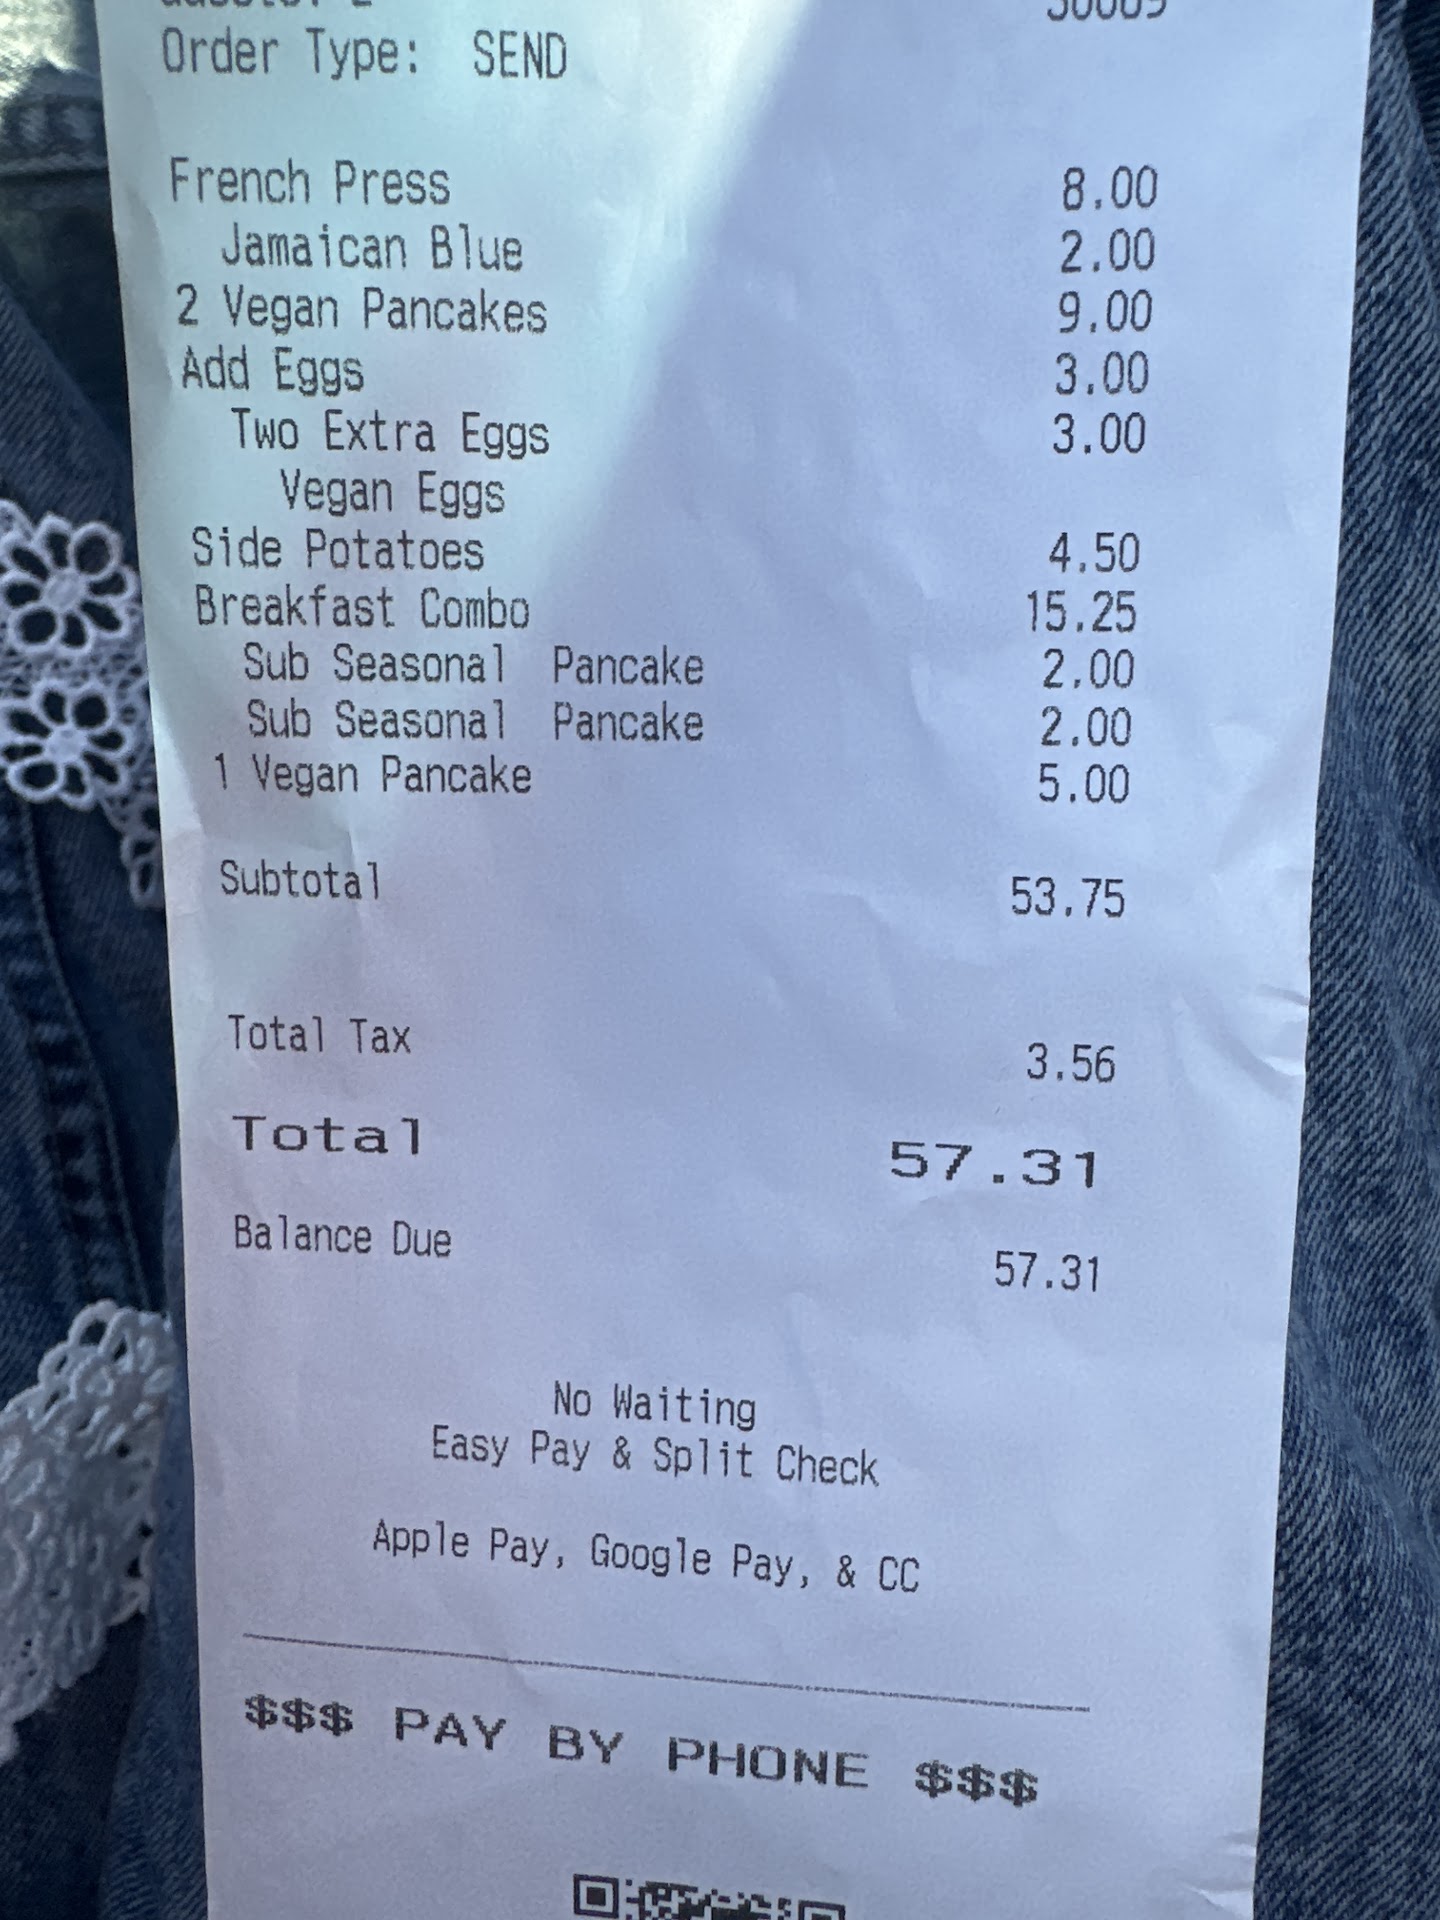 Order Type: SEND
French Press 8.00
Jamaican Blue 2.00
2 Vegan Pancakes 9.00
Add Eggs 3.00
Two Extra Eggs 3.00
Vegan Eggs
Side Potatoes 4.50
Breakfast Combo 15.25
Sub Seasonal Pancake 2.00
Sub Seasonal Pancake 2.00
1 Vegan Pancake 5.00
Subtotal 53.75
Total Tax 3.56
Total 57.31
Balance Due 57.31
No Waiting
Easy Pay & Split Check
Apple Pay, Google Pay, & CC
$$$ PAY BY PHONE $$$